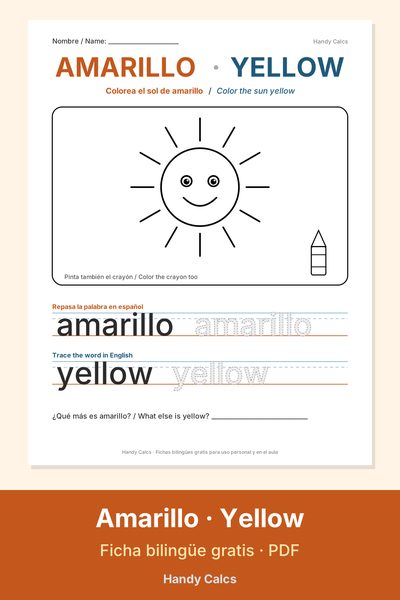 Nombre / Name: ____________________
Handy Calcs
AMARILLO • YELLOW
Colorea el sol de amarillo / Color the sun yellow
Pinta también el crayón / Color the crayon too
Repasa la palabra en español
amarillo amarillo
Trace the word in English
yellow yellow
¿Qué más es amarillo? / What else is yellow? ____________________
Handy Calcs · Fichas bilingües gratis para uso personal y en el aula
Amarillo · Yellow
Ficha bilingüe gratis · PDF
Handy Calcs